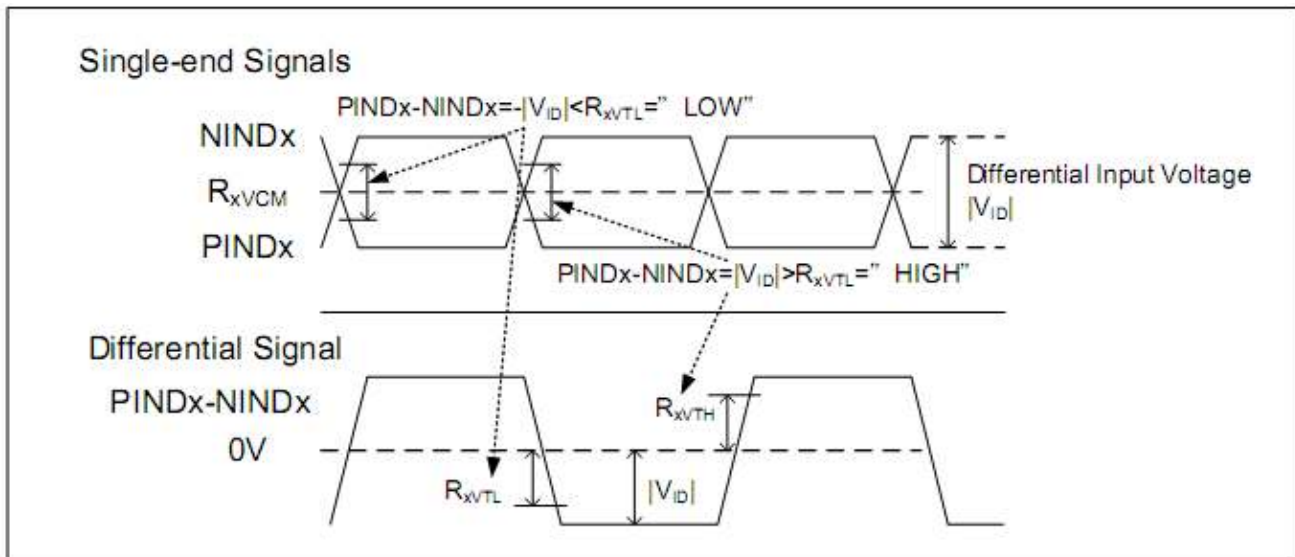 Single-end Signals
PINDx-NINDx=-|VID|<RxVTL=” LOW”
NINDx
RxVCM
PINDx
Differential Input Voltage
|VID|
PINDx-NINDx=|VID|>RxVTL=” HIGH”
Differential Signal
PINDx-NINDx
0V
RxVTH
RxVTL
|VID|